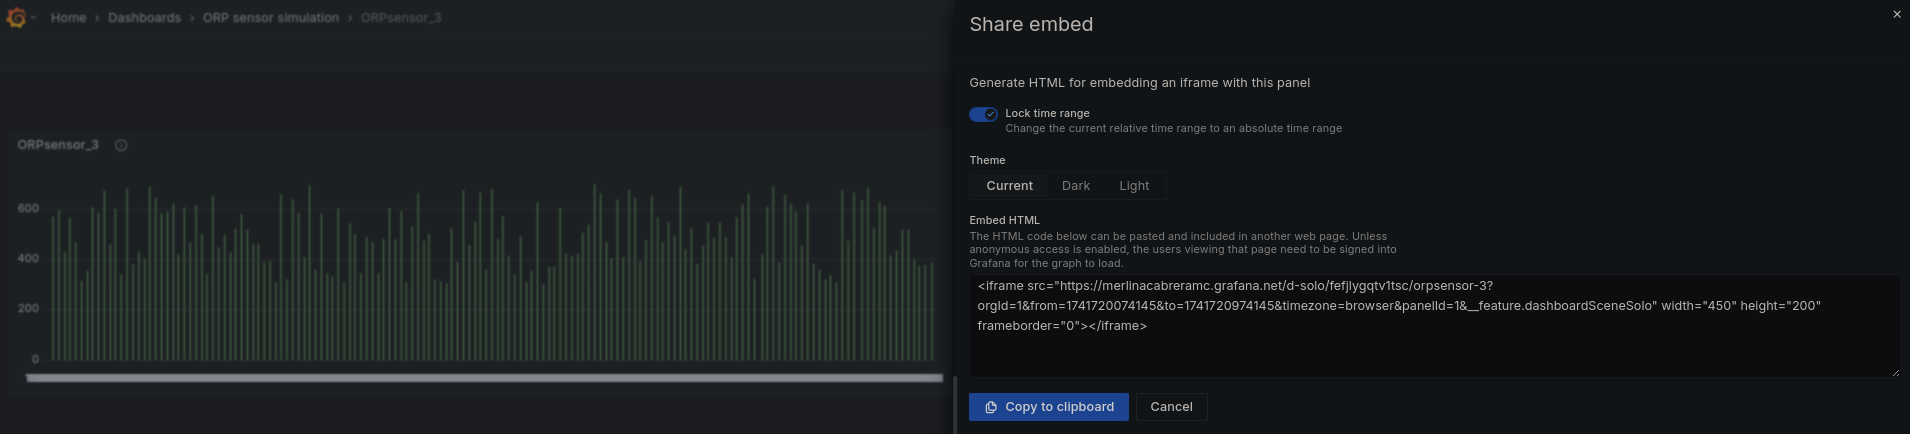 Home > Dashboards > ORP sensor simulation > ORPsensor_3
Share embed
Generate HTML for embedding an iframe with this panel
Lock time range
Change the current relative time range to an absolute time range
Theme
Current Dark Light
Embed HTML
The HTML code below can be pasted and included in another web page. Unless
anonymous access is enabled, the users viewing that page need to be signed into
Grafana for the graph to load.
<iframe src="https://merlinacabreramc.grafana.net/d-solo/fefjlygqtv1tsc/orpsensor-3?
orgId=1&from=1741720074145&to=1741720974145&timezone=browser&panelId=1&__feature.dashboardSceneSolo" width="450" height="200"
frameborder="0"></iframe>
Copy to clipboard Cancel
ORPsensor_3
600
400
200
0